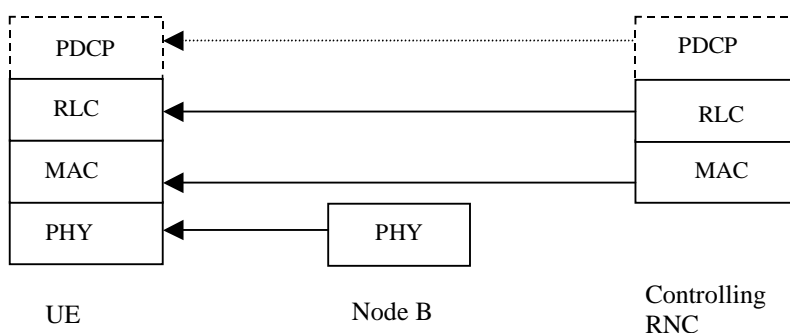 PDCP
PDCP
RLC
RLC
MAC
MAC
PHY
PHY
UE
Node B
Controlling
RNC